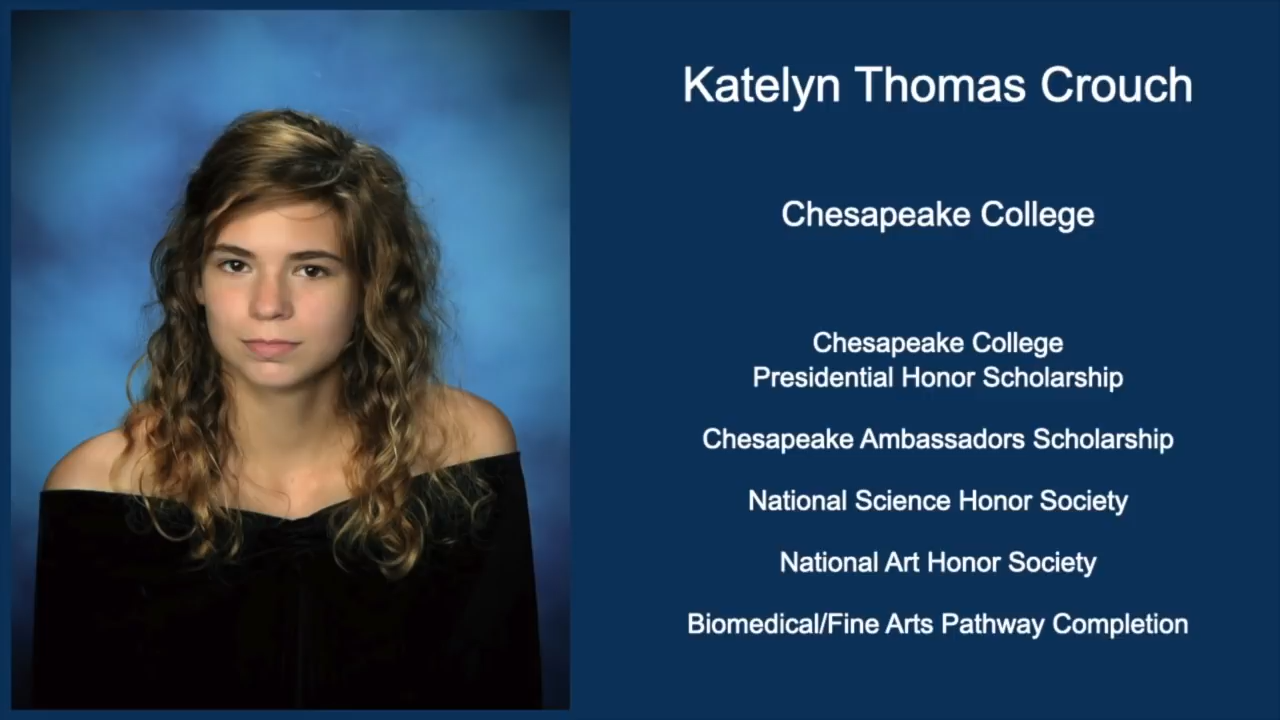 Katelyn Thomas Crouch
Chesapeake College
Chesapeake College
Presidential Honor Scholarship
Chesapeake Ambassadors Scholarship
National Science Honor Society
National Art Honor Society
Biomedical/Fine Arts Pathway Completion